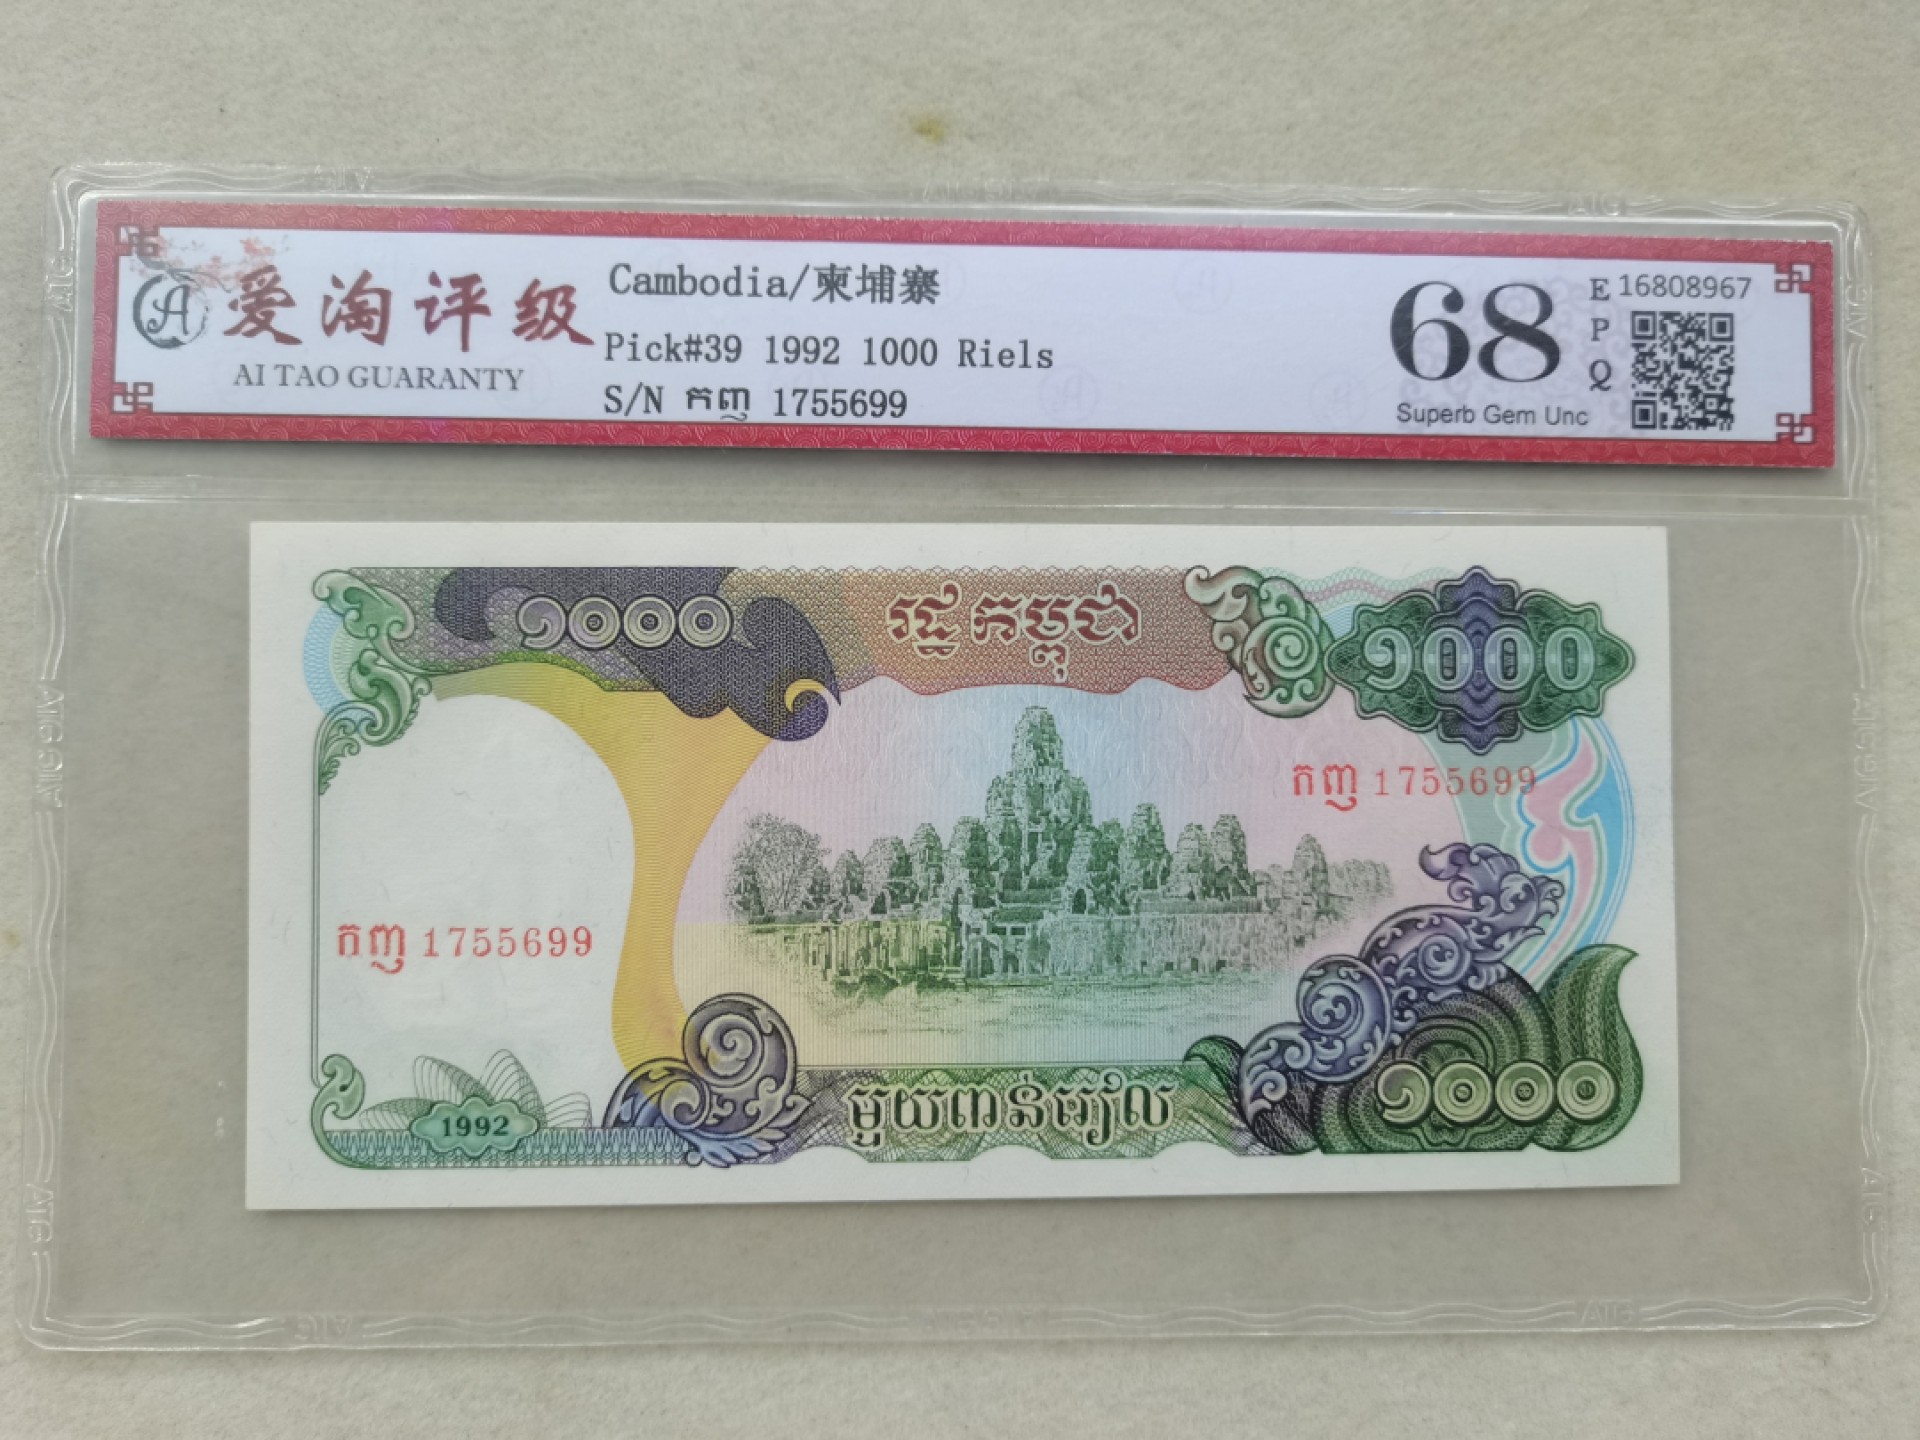 爱淘评级
AI TAO GUARANTY
Cambodia/柬埔寨
Pick#39 1992 1000 Riels
S/N កញ 1755699
68
EPQ
16808967
Superb Gem Unc
១០០០
រដ្ឋកម្ពុជា
១០០០
កញ 1755699
កញ 1755699
1992
មួយពាន់រៀល
១០០០